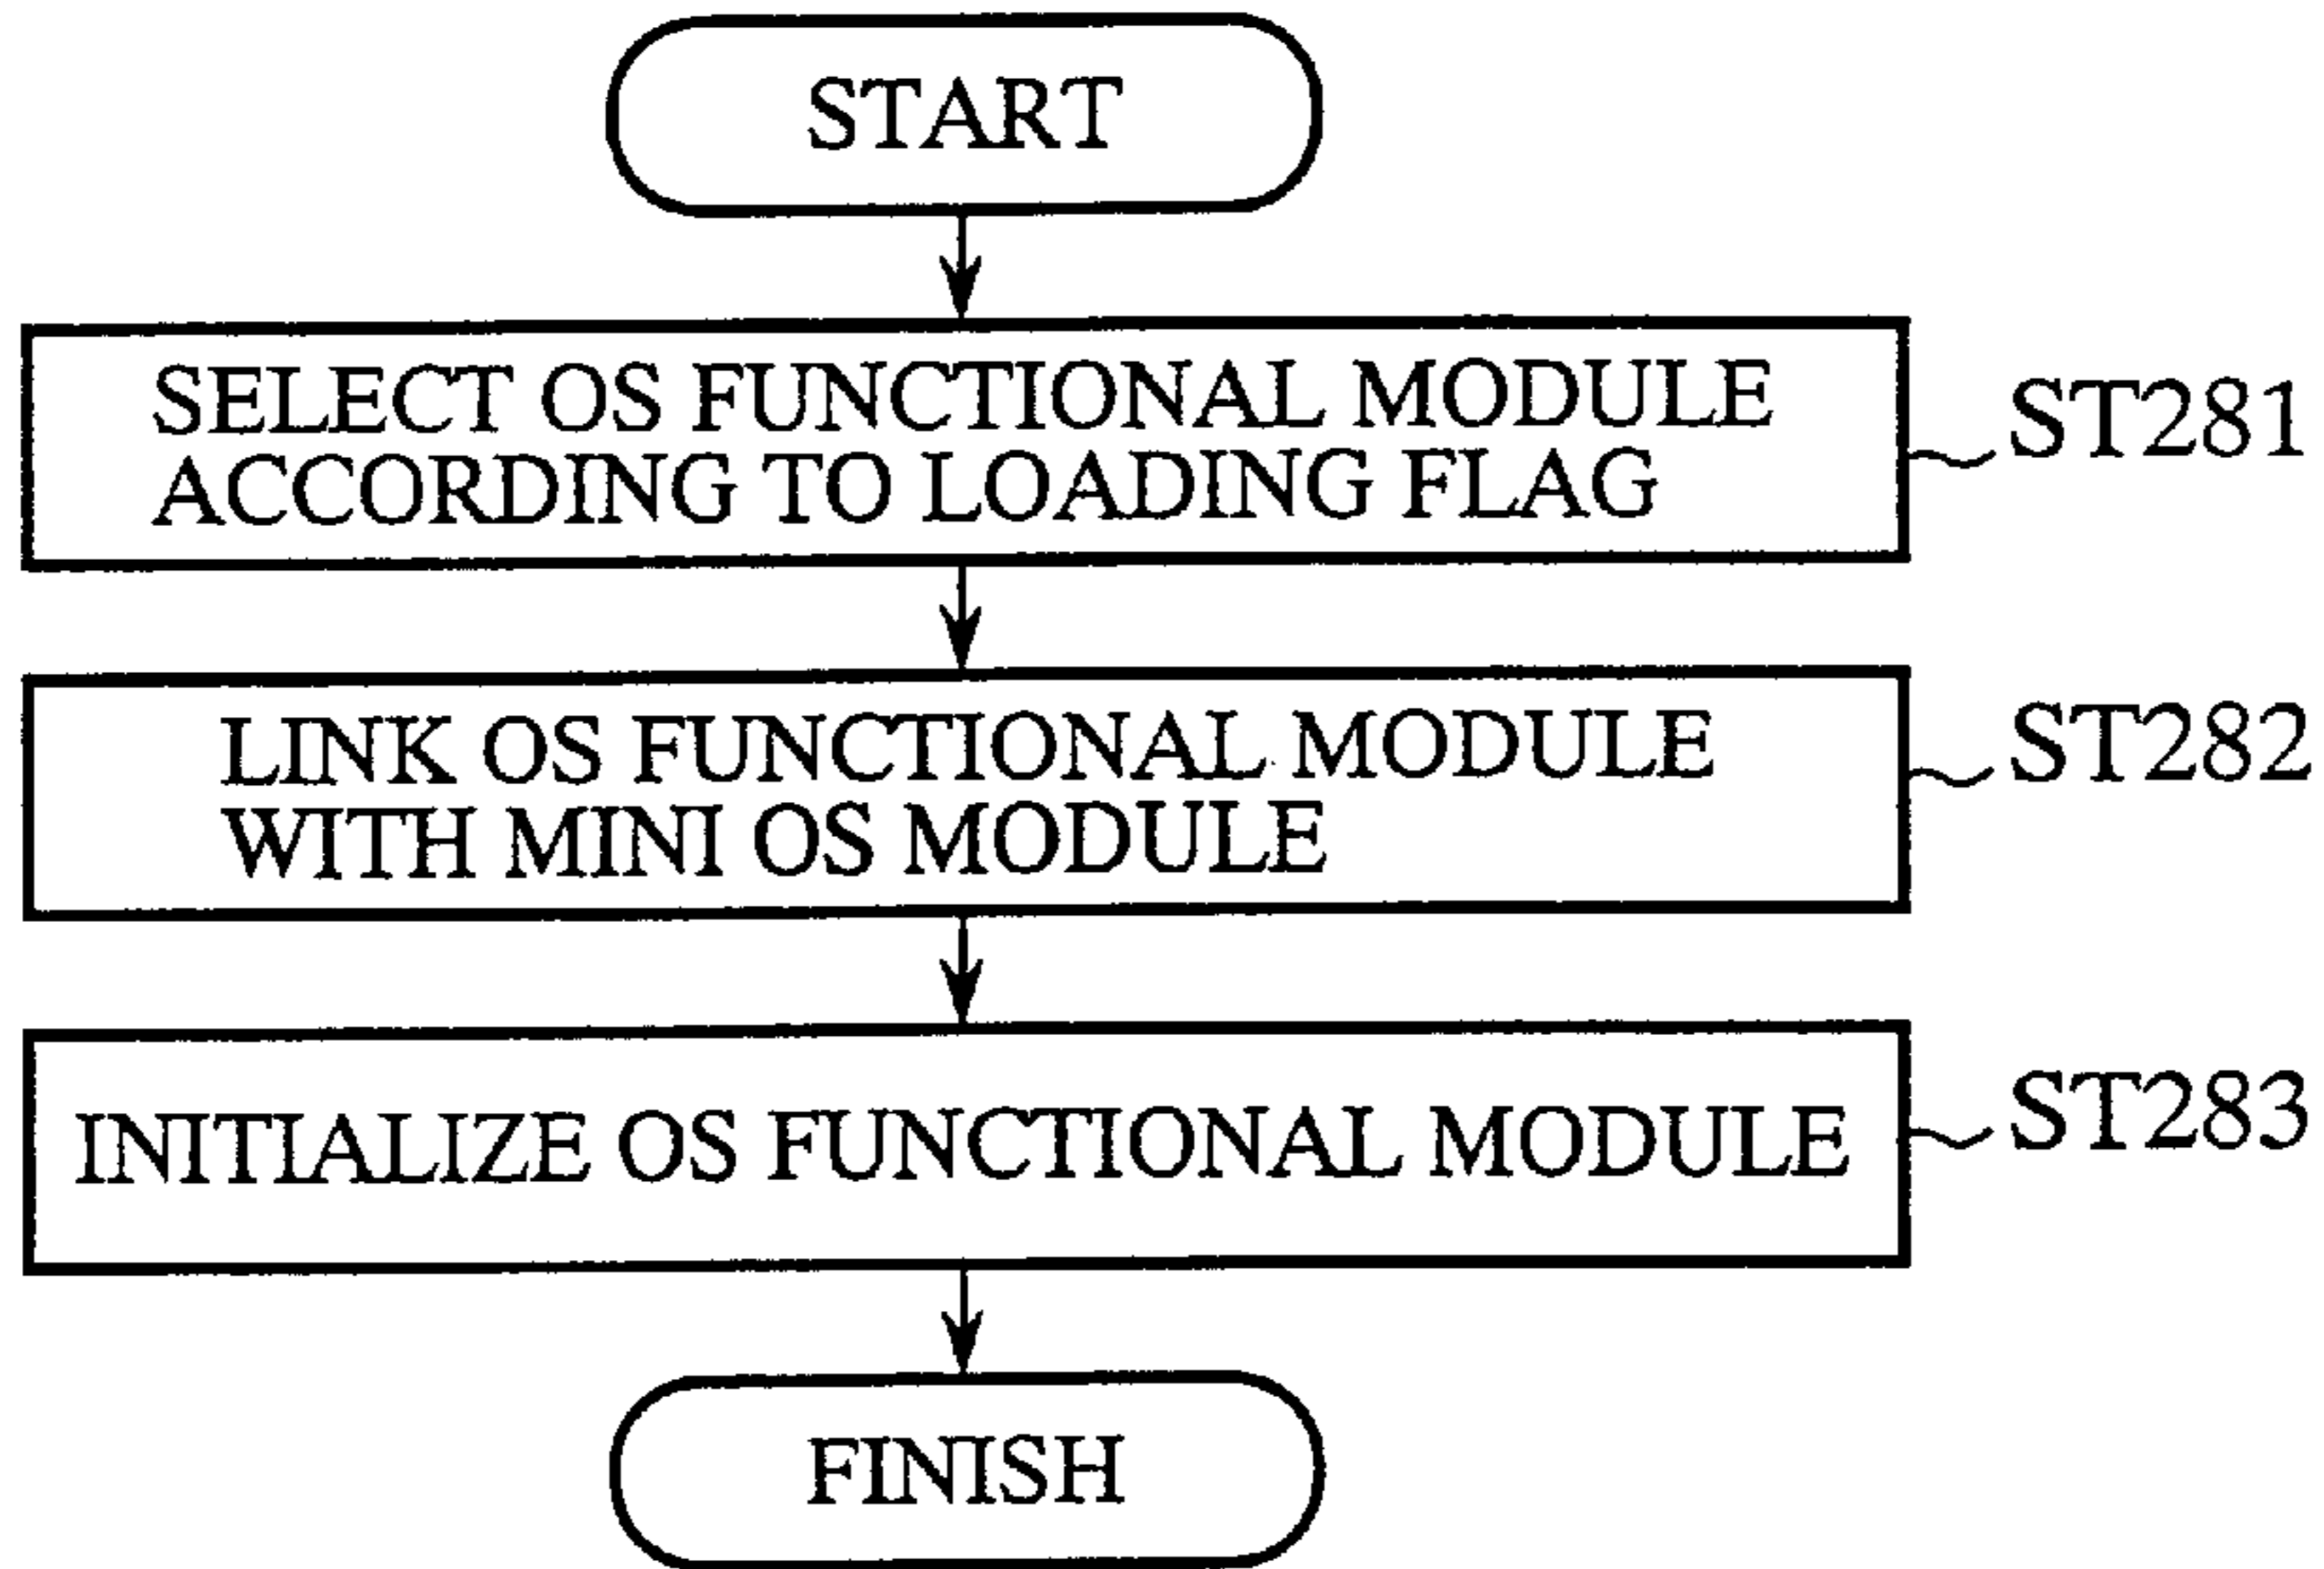 START
SELECT OS FUNCTIONAL MODULE
ACCORDING TO LOADING FLAG
ST281
LINK OS FUNCTIONAL MODULE
WITH MINI OS MODULE
ST282
INITIALIZE OS FUNCTIONAL MODULE
ST283
FINISH